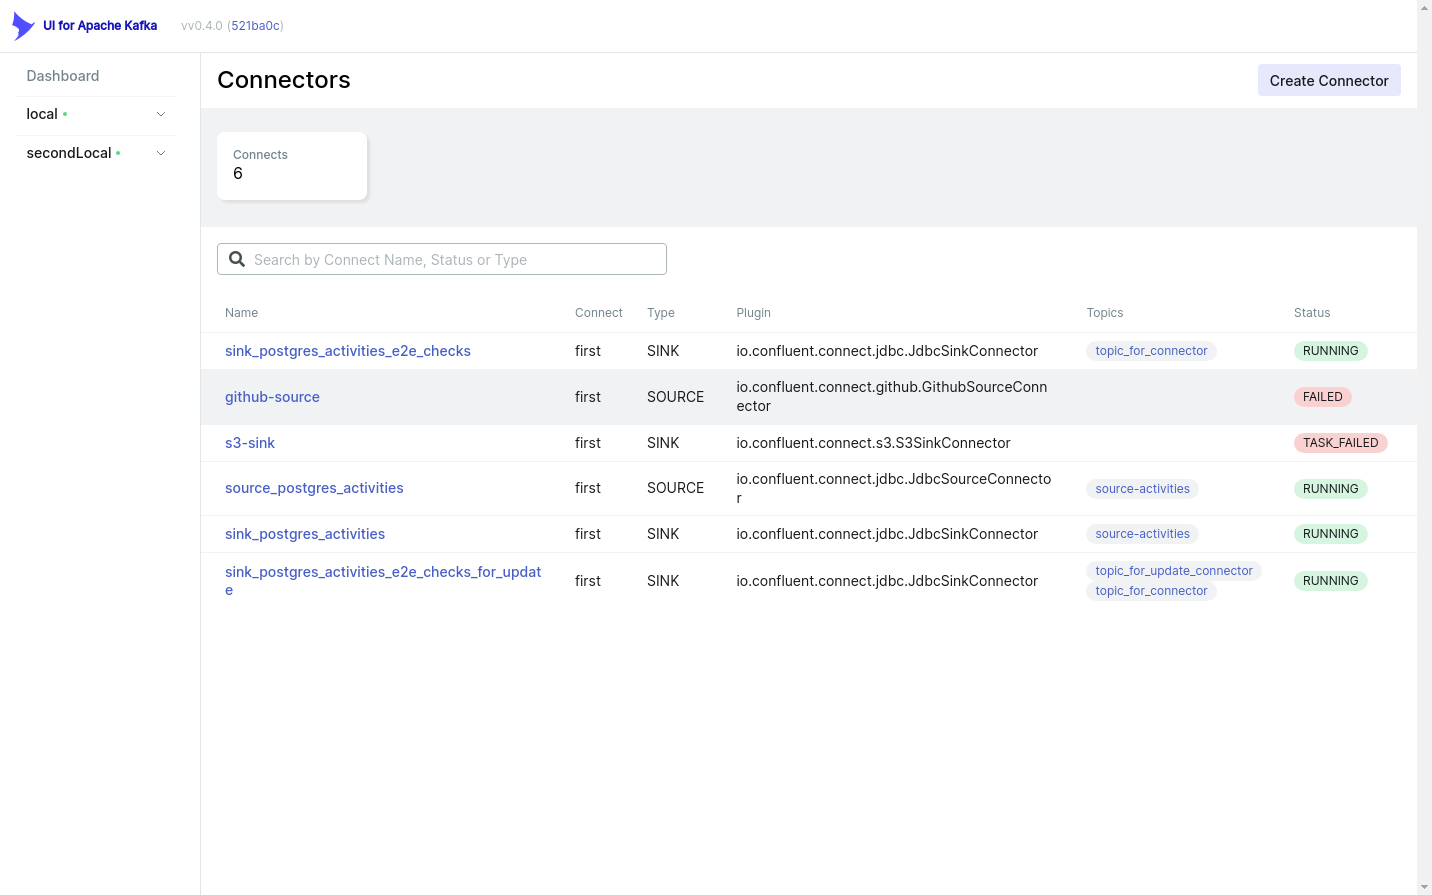 UI for Apache Kafka vv0.4.0 (521ba0c)
Dashboard
local
secondLocal
Connectors
Create Connector
Connects
6
Search by Connect Name, Status or Type
Name Connect Type Plugin Topics Status
sink_postgres_activities_e2e_checks first SINK io.confluent.connect.jdbc.JdbcSinkConnector topic_for_connector RUNNING
github-source first SOURCE io.confluent.connect.github.GithubSourceConn
ector
FAILED
s3-sink first SINK io.confluent.connect.s3.S3SinkConnector TASK_FAILED
source_postgres_activities first SOURCE io.confluent.connect.jdbc.JdbcSourceConnecto
r
source-activities RUNNING
sink_postgres_activities first SINK io.confluent.connect.jdbc.JdbcSinkConnector source-activities RUNNING
sink_postgres_activities_e2e_checks_for_updat
e
first SINK io.confluent.connect.jdbc.JdbcSinkConnector
topic_for_update_connector
topic_for_connector
RUNNING